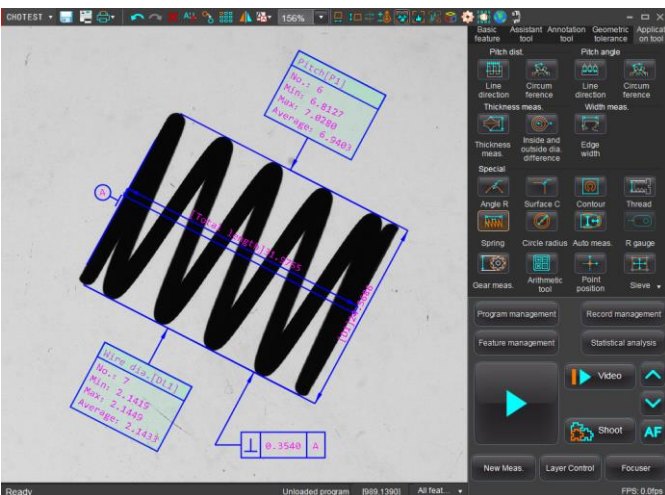 CHOTEST
156%
Pitch[P1]
No.: 6
Min: 6.8127
Max: 7.0280
Average: 6.9403
A
Wire dia.[DL1]
No.: 7
Min: 2.1419
Max: 2.1449
Average: 2.1433
0.3540 A
Basic feature
Assistant tool
Annotation tool
Geometric tolerance
Applicati on tool
Pitch dist.
Pitch angle
Line direction
Circum ference
Line direction
Circum ference
Thickness meas.
Width meas.
Thickness meas.
Inside and outside dia. difference
Edge width
Special
Angle R
Surface C
Contour
Thread
Spring
Circle radius
Auto meas.
R gauge
Gear meas.
Arithmetic tool
Point position
Sieve
Program management
Record management
Feature management
Statistical analysis
Video
Shoot
AF
New Meas.
Layer Control
Focuser
Ready
Unloaded program
[989,1390]
All feat...
FPS: 0.0fps